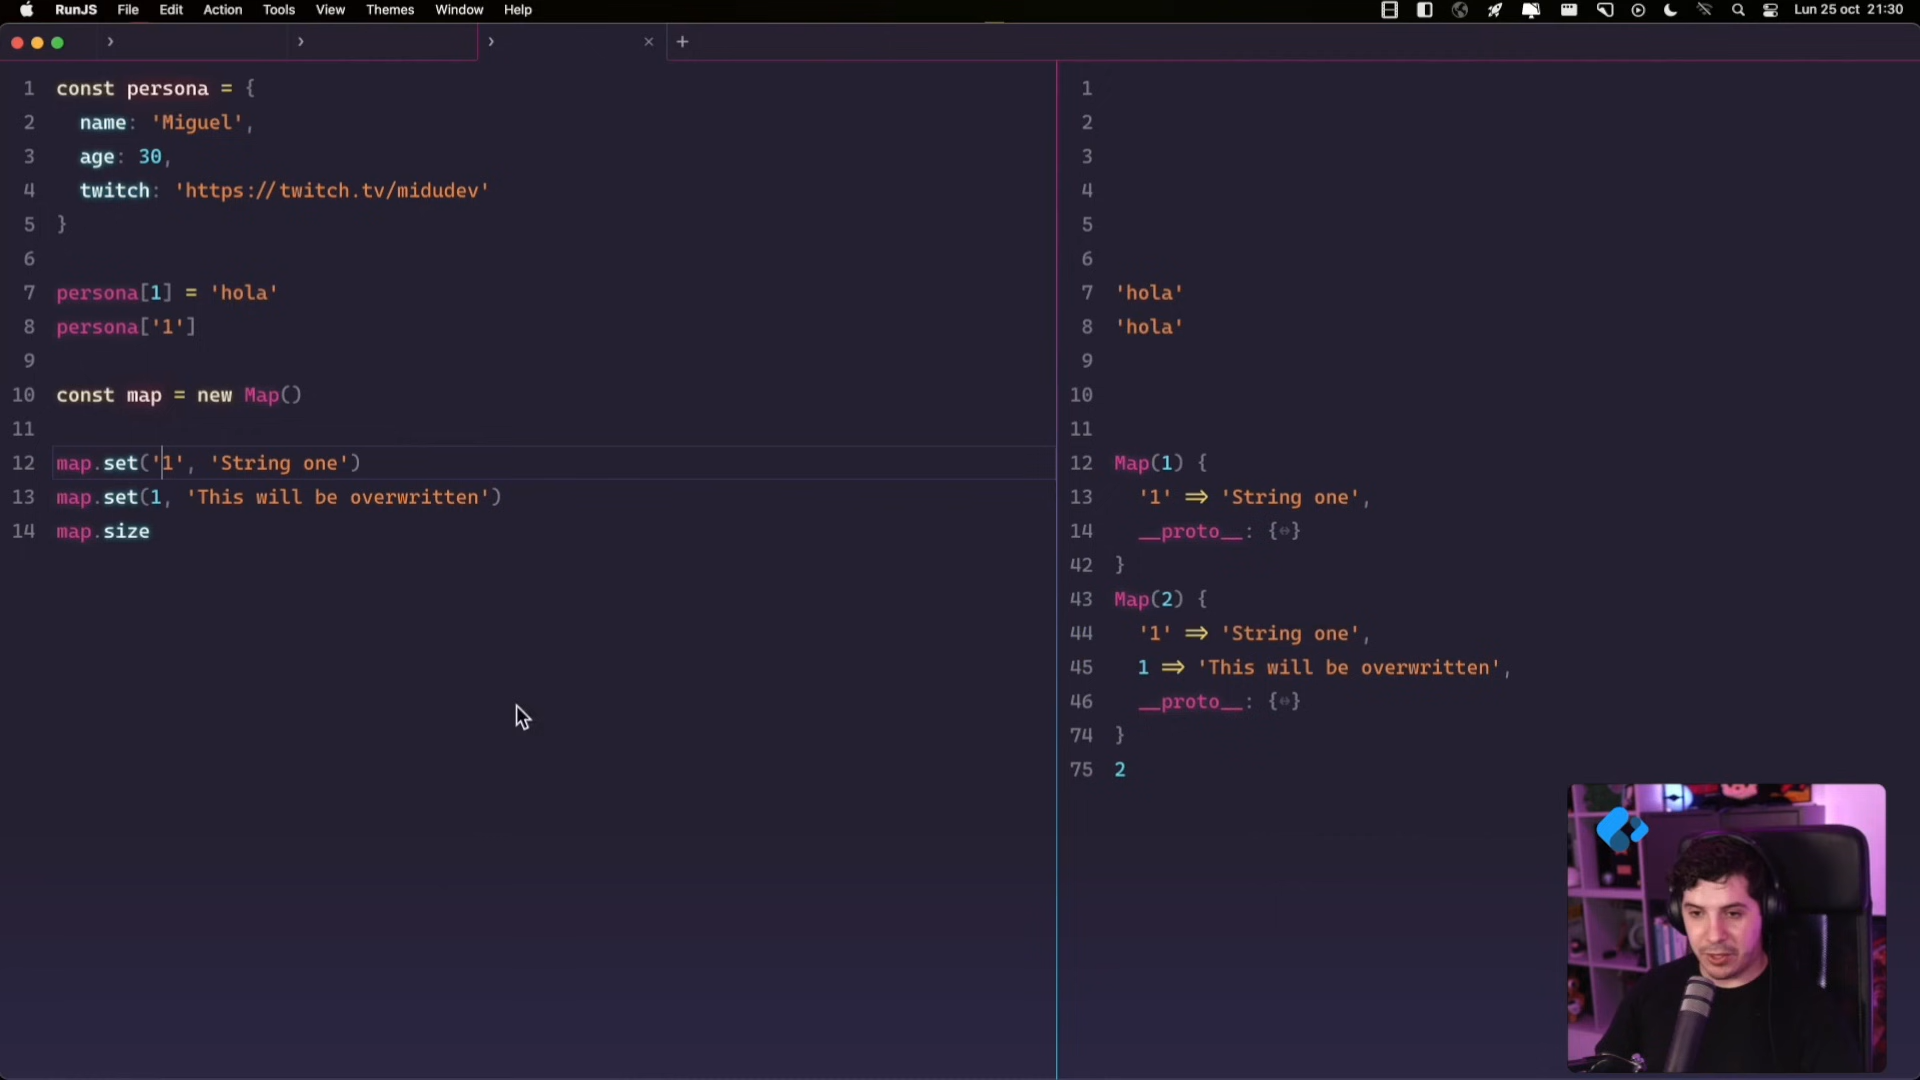 RunJS File Edit Action Tools View Themes Window Help Lun 25 oct 21:30
1 const persona = {
2 name: 'Miguel',
3 age: 30,
4 twitch: 'https://twitch.tv/midudev'
5 }
6
7 persona[1] = 'hola'
8 persona['1']
9
10 const map = new Map()
11
12 map.set('1', 'String one')
13 map.set(1, 'This will be overwritten')
14 map.size
1
2
3
4
5
6
7 'hola'
8 'hola'
9
10
11
12 Map(1) {
13 '1' => 'String one',
14 __proto__: {↔}
42 }
43 Map(2) {
44 '1' => 'String one',
45 1 => 'This will be overwritten',
46 __proto__: {↔}
74 }
75 2